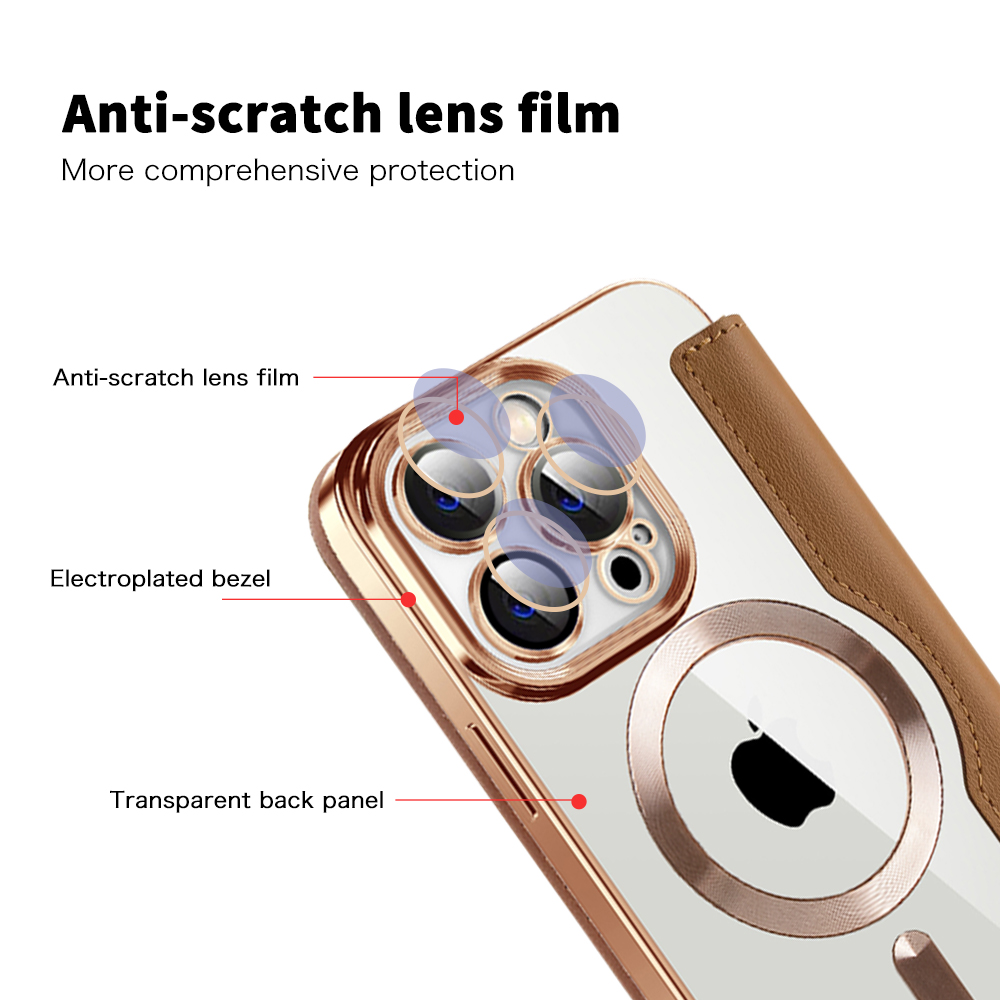 Anti-scratch lens film
More comprehensive protection
Anti-scratch lens film
Electroplated bezel
Transparent back panel